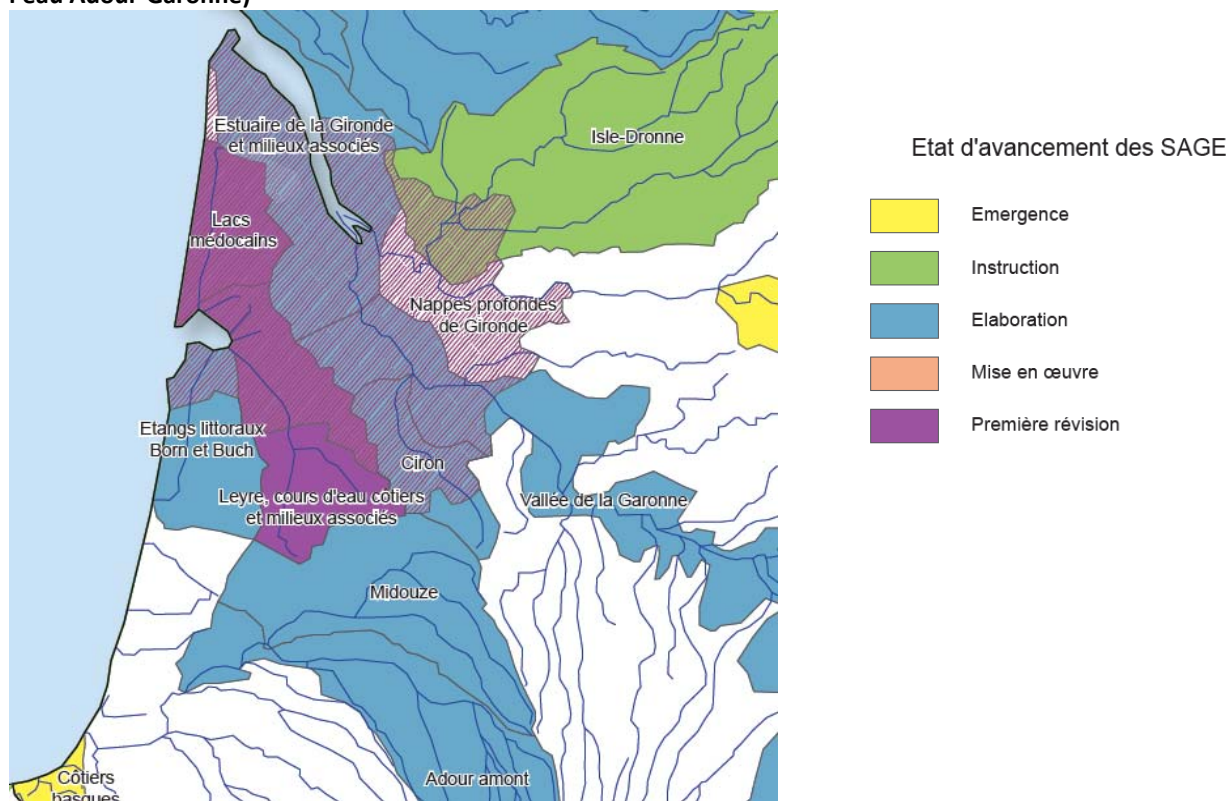 l'eau Adour Garonne)
Estuaire de la Gironde
et milieux associés
Isle-Dronne
Lacs
médocains
Nappes profondes
de Gironde
Etangs littoraux
Born et Buch
Ciron
Leyre, cours d'eau côtiers
et milieux associés
Vallée de la Garonne
Midouze
Adour amont
Côtiers
basques
Etat d'avancement des SAGE
Emergence
Instruction
Elaboration
Mise en œuvre
Première révision